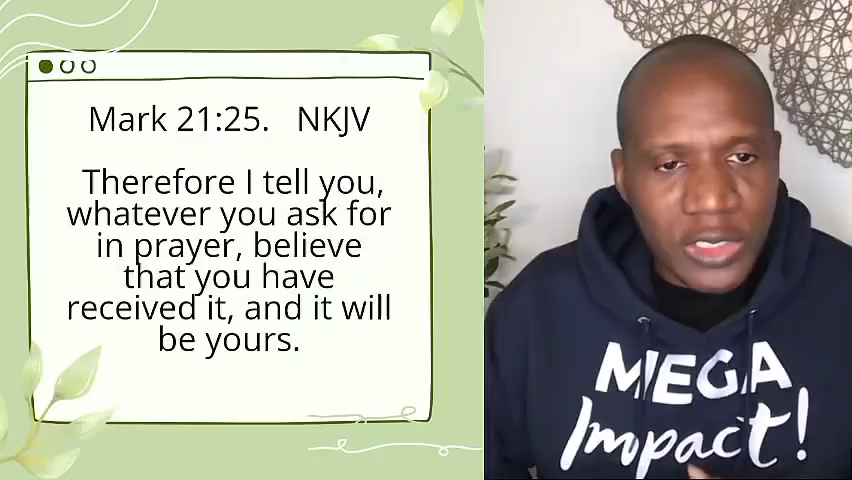 Mark 21:25. NKJV
Therefore I tell you,
whatever you ask for
in prayer, believe
that you have
received it, and it will
be yours.
MEGA
Impact!